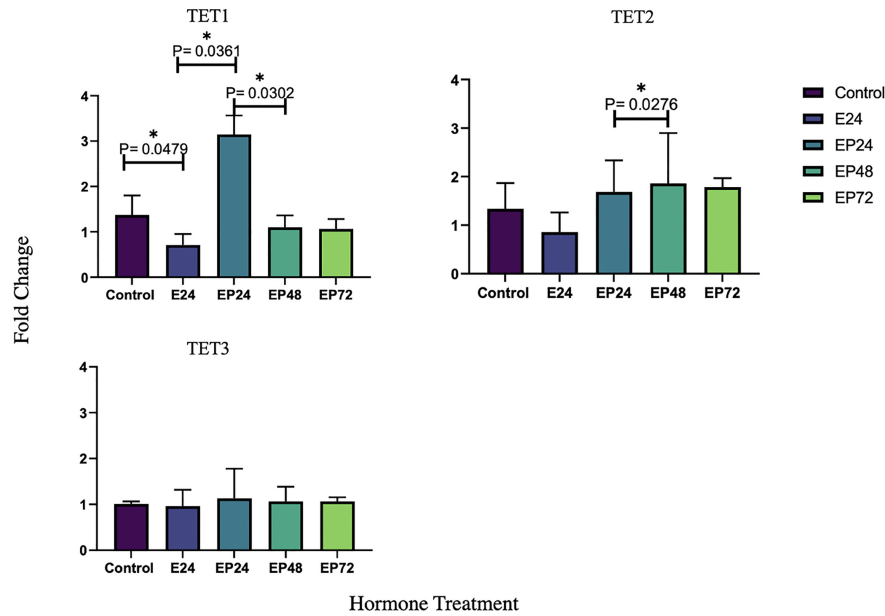 TET1
*
P= 0.0361
*
P= 0.0302
*
P= 0.0479
4
3
2
1
0
Control E24 EP24 EP48 EP72
TET2
*
P= 0.0276
4
3
2
1
0
Control E24 EP24 EP48 EP72
Control
E24
EP24
EP48
EP72
Fold Change
TET3
4
3
2
1
0
Control E24 EP24 EP48 EP72
Hormone Treatment